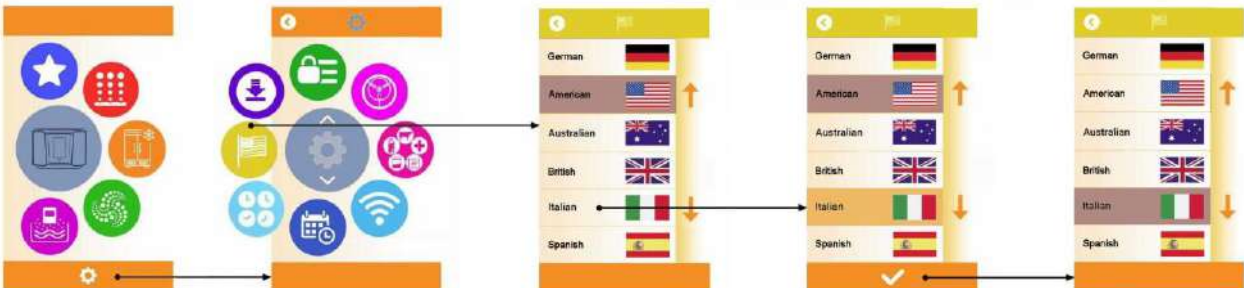 German
American
Australian
British
Italian
Spanish
German
American
Australian
British
Italian
Spanish
German
American
Australian
British
Italian
Spanish